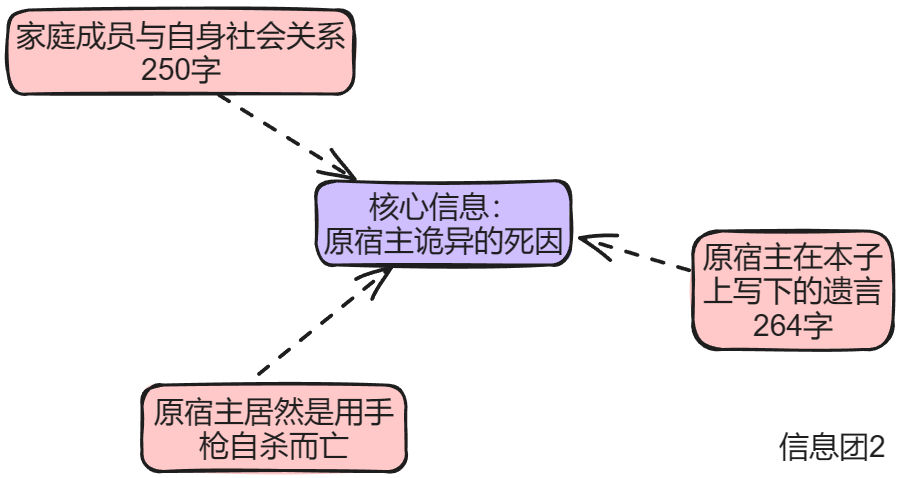 家庭成员与自身社会关系
250字
核心信息：
原宿主诡异的死因
原宿主在本子
上写下的遗言
264字
原宿主居然是用手
枪自杀而亡
信息团2